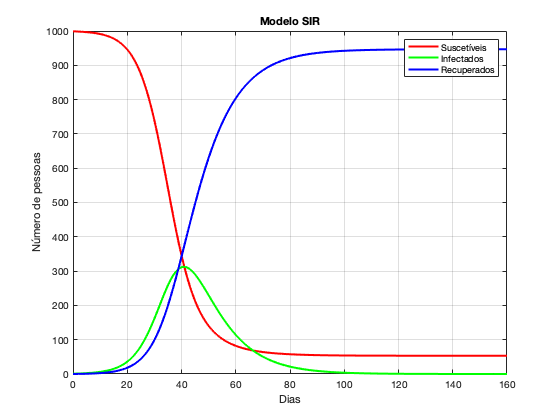 Modelo SIR
Suscetíveis
Infectados
Recuperados
Número de pessoas
1000
900
800
700
600
500
400
300
200
100
0
0 20 40 60 80 100 120 140 160
Dias